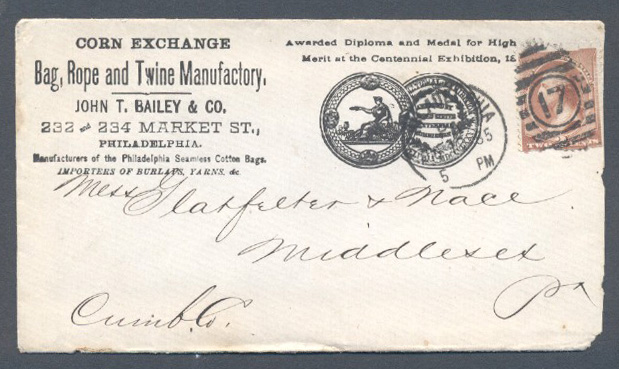 CORN EXCHANGE
Bag, Rope and Twine Manufactory,
JOHN T. BAILEY & CO.
232 and 234 MARKET ST.,
PHILADELPHIA.
Manufacturers of the Philadelphia Seamless Cotton Bags.
IMPORTERS OF BURLAPS, YARNS, &c.
Awarded Diploma and Medal for High
Merit at the Centennial Exhibition, 18
5 PM
17
Mess Glatfelter & Nace
Middlesex
Pa
Cumb. Co.